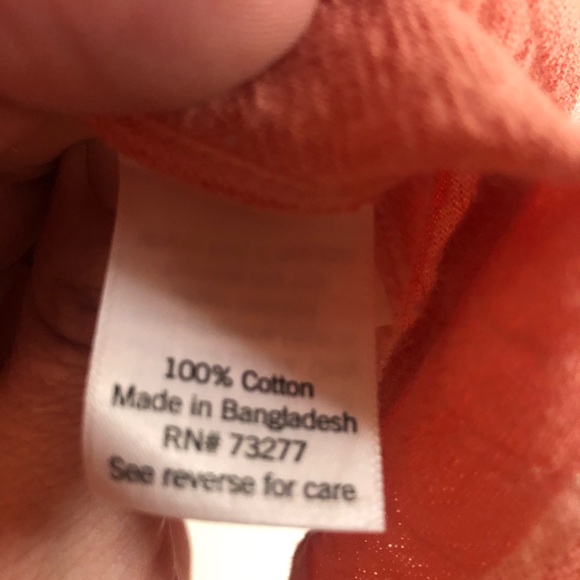 100% Cotton
Made in Bangladesh
RN# 73277
See reverse for care